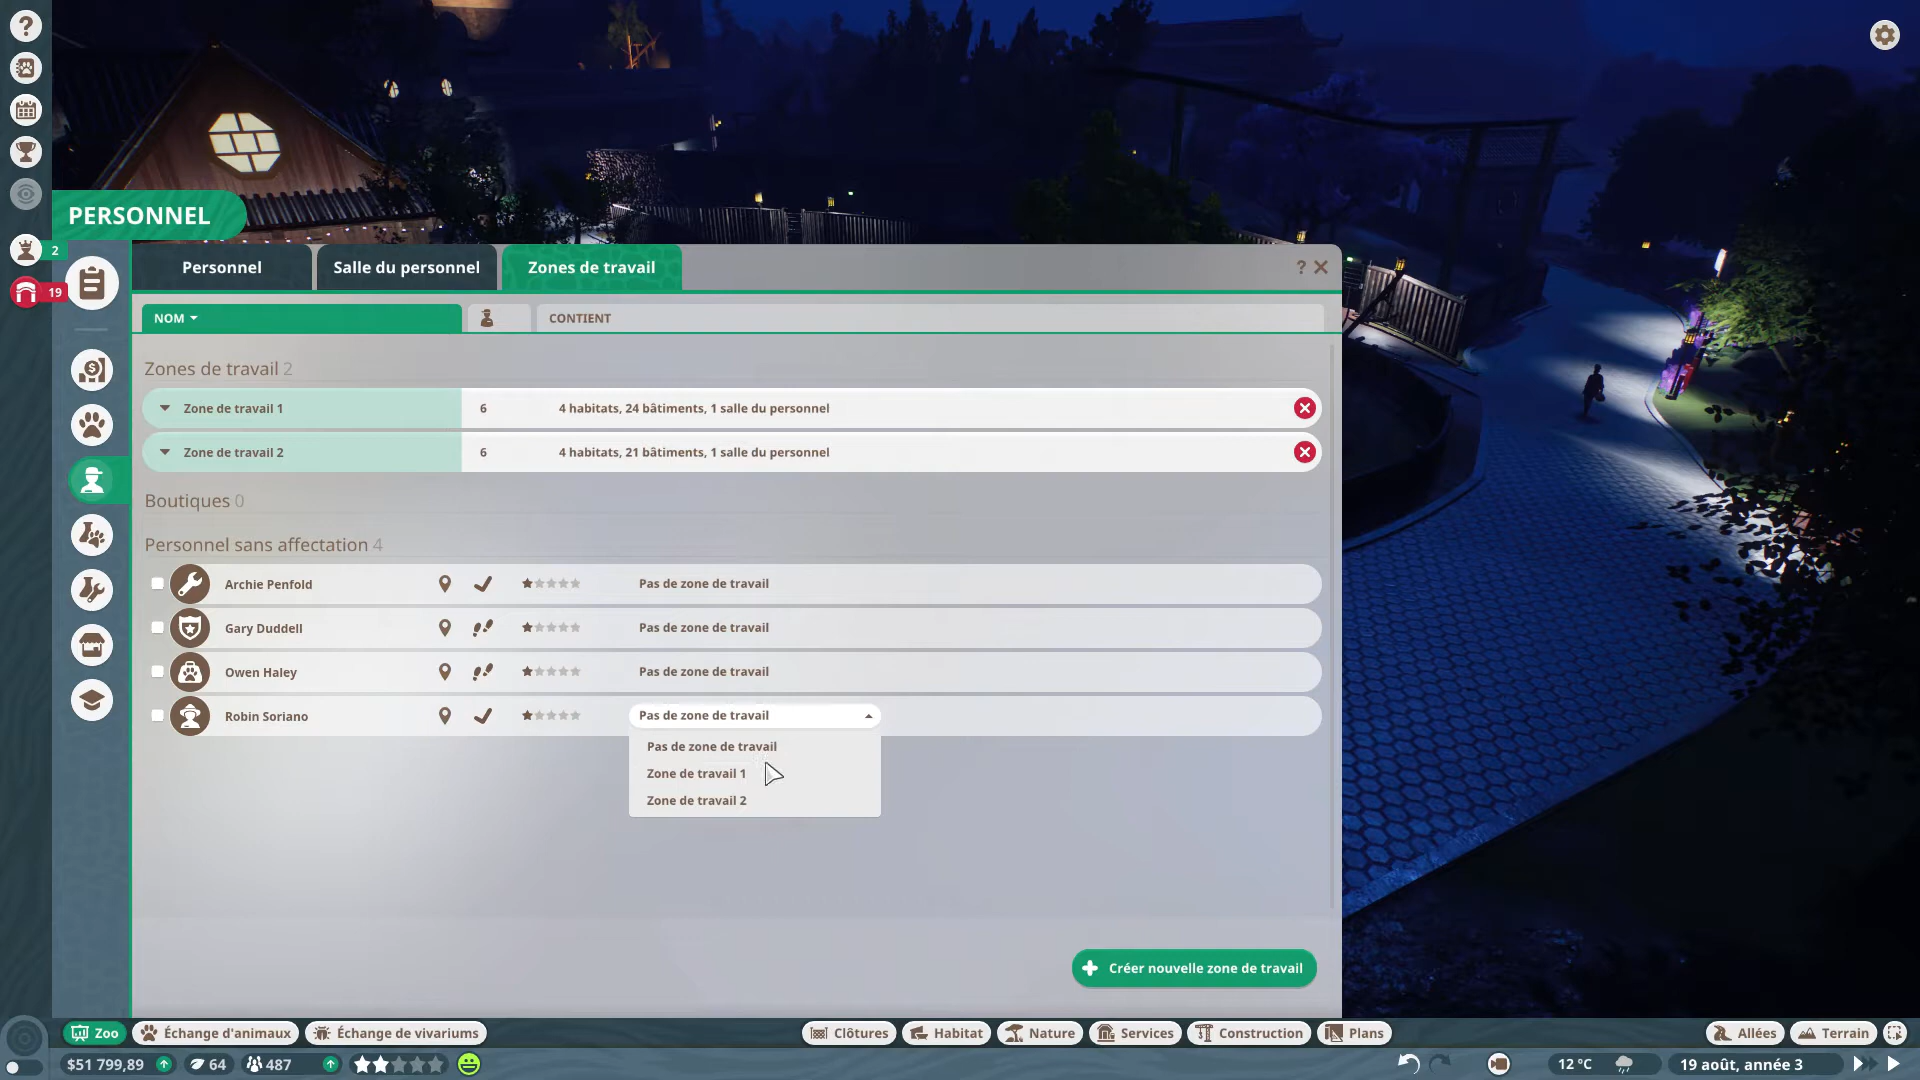 ?
PERSONNEL
2
19
Personnel
Salle du personnel
Zones de travail
?
NOM
CONTIENT
Zones de travail 2
Zone de travail 1
6
4 habitats, 24 bâtiments, 1 salle du personnel
Zone de travail 2
6
4 habitats, 21 bâtiments, 1 salle du personnel
Boutiques 0
Personnel sans affectation 4
Archie Penfold
Pas de zone de travail
Gary Duddell
Pas de zone de travail
Owen Haley
Pas de zone de travail
Robin Soriano
Pas de zone de travail
Pas de zone de travail
Zone de travail 1
Zone de travail 2
Créer nouvelle zone de travail
Zoo
Échange d'animaux
Échange de vivariums
Clôtures
Habitat
Nature
Services
Construction
Plans
Allées
Terrain
$51 799,89
64
487
12 °C
19 août, année 3